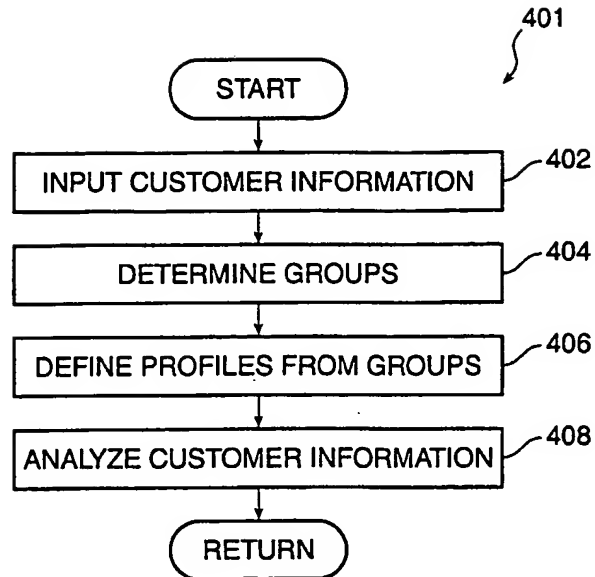 401
START
INPUT CUSTOMER INFORMATION
402
DETERMINE GROUPS
404
DEFINE PROFILES FROM GROUPS
406
ANALYZE CUSTOMER INFORMATION
408
RETURN